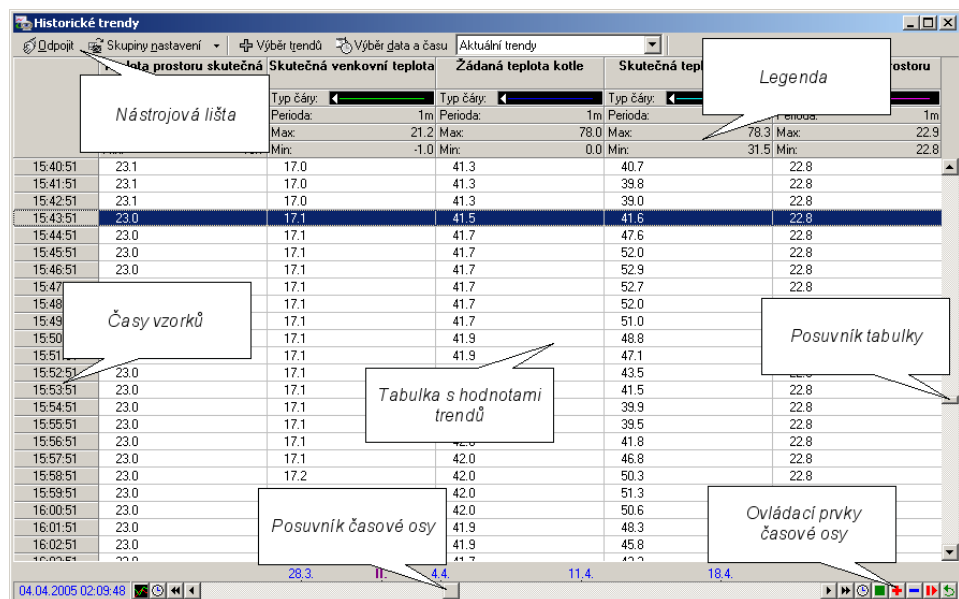 Historické trendy
Odpojit Skupiny nastavení Výběr trendů Výběr data a času Aktuální trendy
prostoru skutečná Skutečná venkovní teplota Žádaná teplota kotle Skutečná
Legenda
Nástrojová lišta
Typ čáry: Typ čáry: Typ čáry:
Perioda: 1m Perioda: 1m Perioda: 1m
Max: 21.2 Max: 78.0 Max: 78.3 Max: 22.9
Min: -1.0 Min: 0.0 Min: 31.5 Min: 22.8
15:40:51 23.1 17.0 41.3 40.7 22.8
15:41:51 23.1 17.0 41.3 39.8 22.8
15:42:51 23.1 17.0 41.3 39.0 22.8
15:43:51 23.0 17.1 41.5 41.6 22.8
15:44:51 23.0 17.1 41.7 47.6 22.8
15:45:51 23.0 17.1 41.7 52.0 22.8
15:46:51 23.0 17.1 41.7 52.9 22.8
15:47 17.1 41.7 52.7 22.8
15:48 17.1 41.7 52.0
15:49 17.1 41.7 51.0
15:50 17.1 41.9 48.8
15:51 17.1 41.9 47.1
15:52:51 23.0 17.1 43.5
15:53:51 23.0 17.1 41.5 22.8
15:54:51 23.0 17.1 39.9 22.8
15:55:51 23.0 17.1 39.5 22.8
15:56:51 23.0 17.1 41.8 22.8
15:57:51 23.0 17.1 42.0 46.8 22.8
15:58:51 23.0 17.2 42.0 50.3 22.8
15:59:51 23.0 42.0 51.3
16:00:51 23.0 42.0 50.6
16:01:51 23.0 41.9 48.3
16:02:51 23.0 41.9 45.8
Časy vzorků
Posuvník tabulky
Tabulka s hodnotami
trendů
Posuvník časové osy
Ovládací prvky
časové osy
28.3. II. 4.4. 11.4. 18.4.
04.04.2005 02:09:48